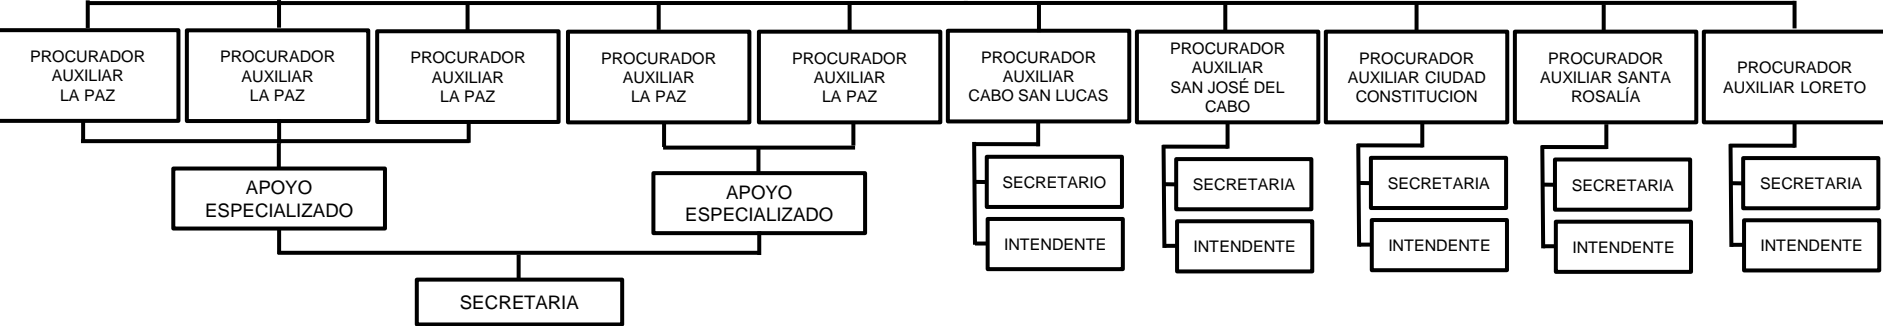 PROCURADOR
AUXILIAR
LA PAZ
PROCURADOR
AUXILIAR
LA PAZ
PROCURADOR
AUXILIAR
LA PAZ
PROCURADOR
AUXILIAR
LA PAZ
PROCURADOR
AUXILIAR
LA PAZ
PROCURADOR
AUXILIAR
CABO SAN LUCAS
PROCURADOR
AUXILIAR
SAN JOSÉ DEL
CABO
PROCURADOR
AUXILIAR CIUDAD
CONSTITUCION
PROCURADOR
AUXILIAR SANTA
ROSALÍA
PROCURADOR
AUXILIAR LORETO
APOYO
ESPECIALIZADO
APOYO
ESPECIALIZADO
SECRETARIO
SECRETARIA
SECRETARIA
SECRETARIA
SECRETARIA
INTENDENTE
INTENDENTE
INTENDENTE
INTENDENTE
INTENDENTE
SECRETARIA